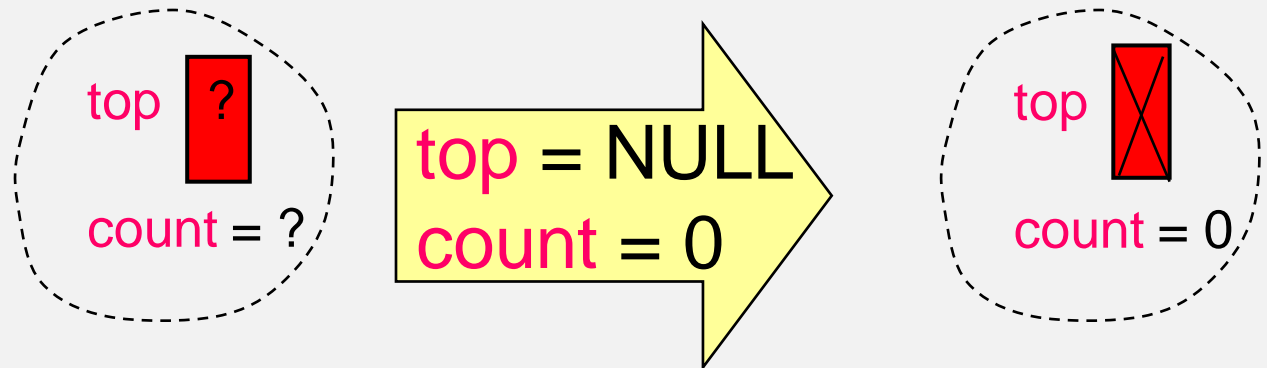 top ?
count = ?
top = NULL
count = 0
top
count = 0